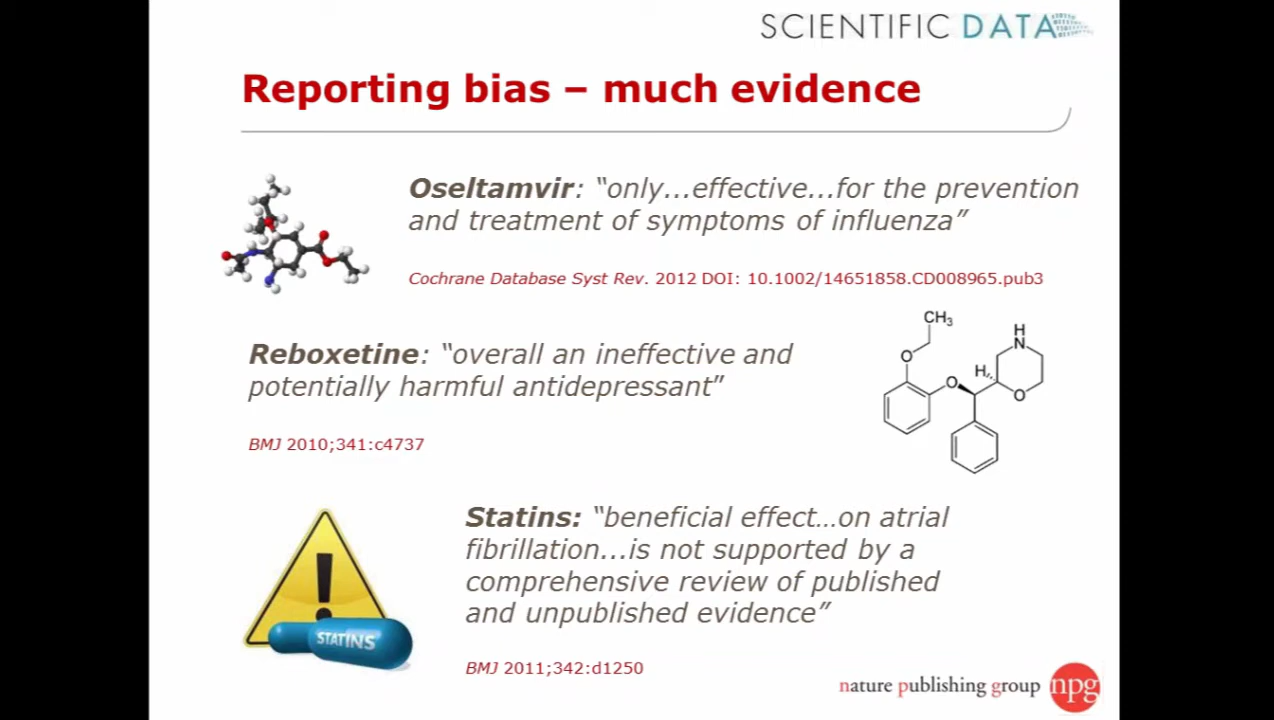 SCIENTIFIC DATA
Reporting bias – much evidence
Oseltamvir: “only...effective...for the prevention
and treatment of symptoms of influenza”
Cochrane Database Syst Rev. 2012 DOI: 10.1002/14651858.CD008965.pub3
Reboxetine: “overall an ineffective and
potentially harmful antidepressant”
BMJ 2010;341:c4737
CH3
H
N
O
H
O
O
Statins: “beneficial effect…on atrial
fibrillation...is not supported by a
comprehensive review of published
and unpublished evidence”
!
STATINS
BMJ 2011;342:d1250
nature publishing group npg